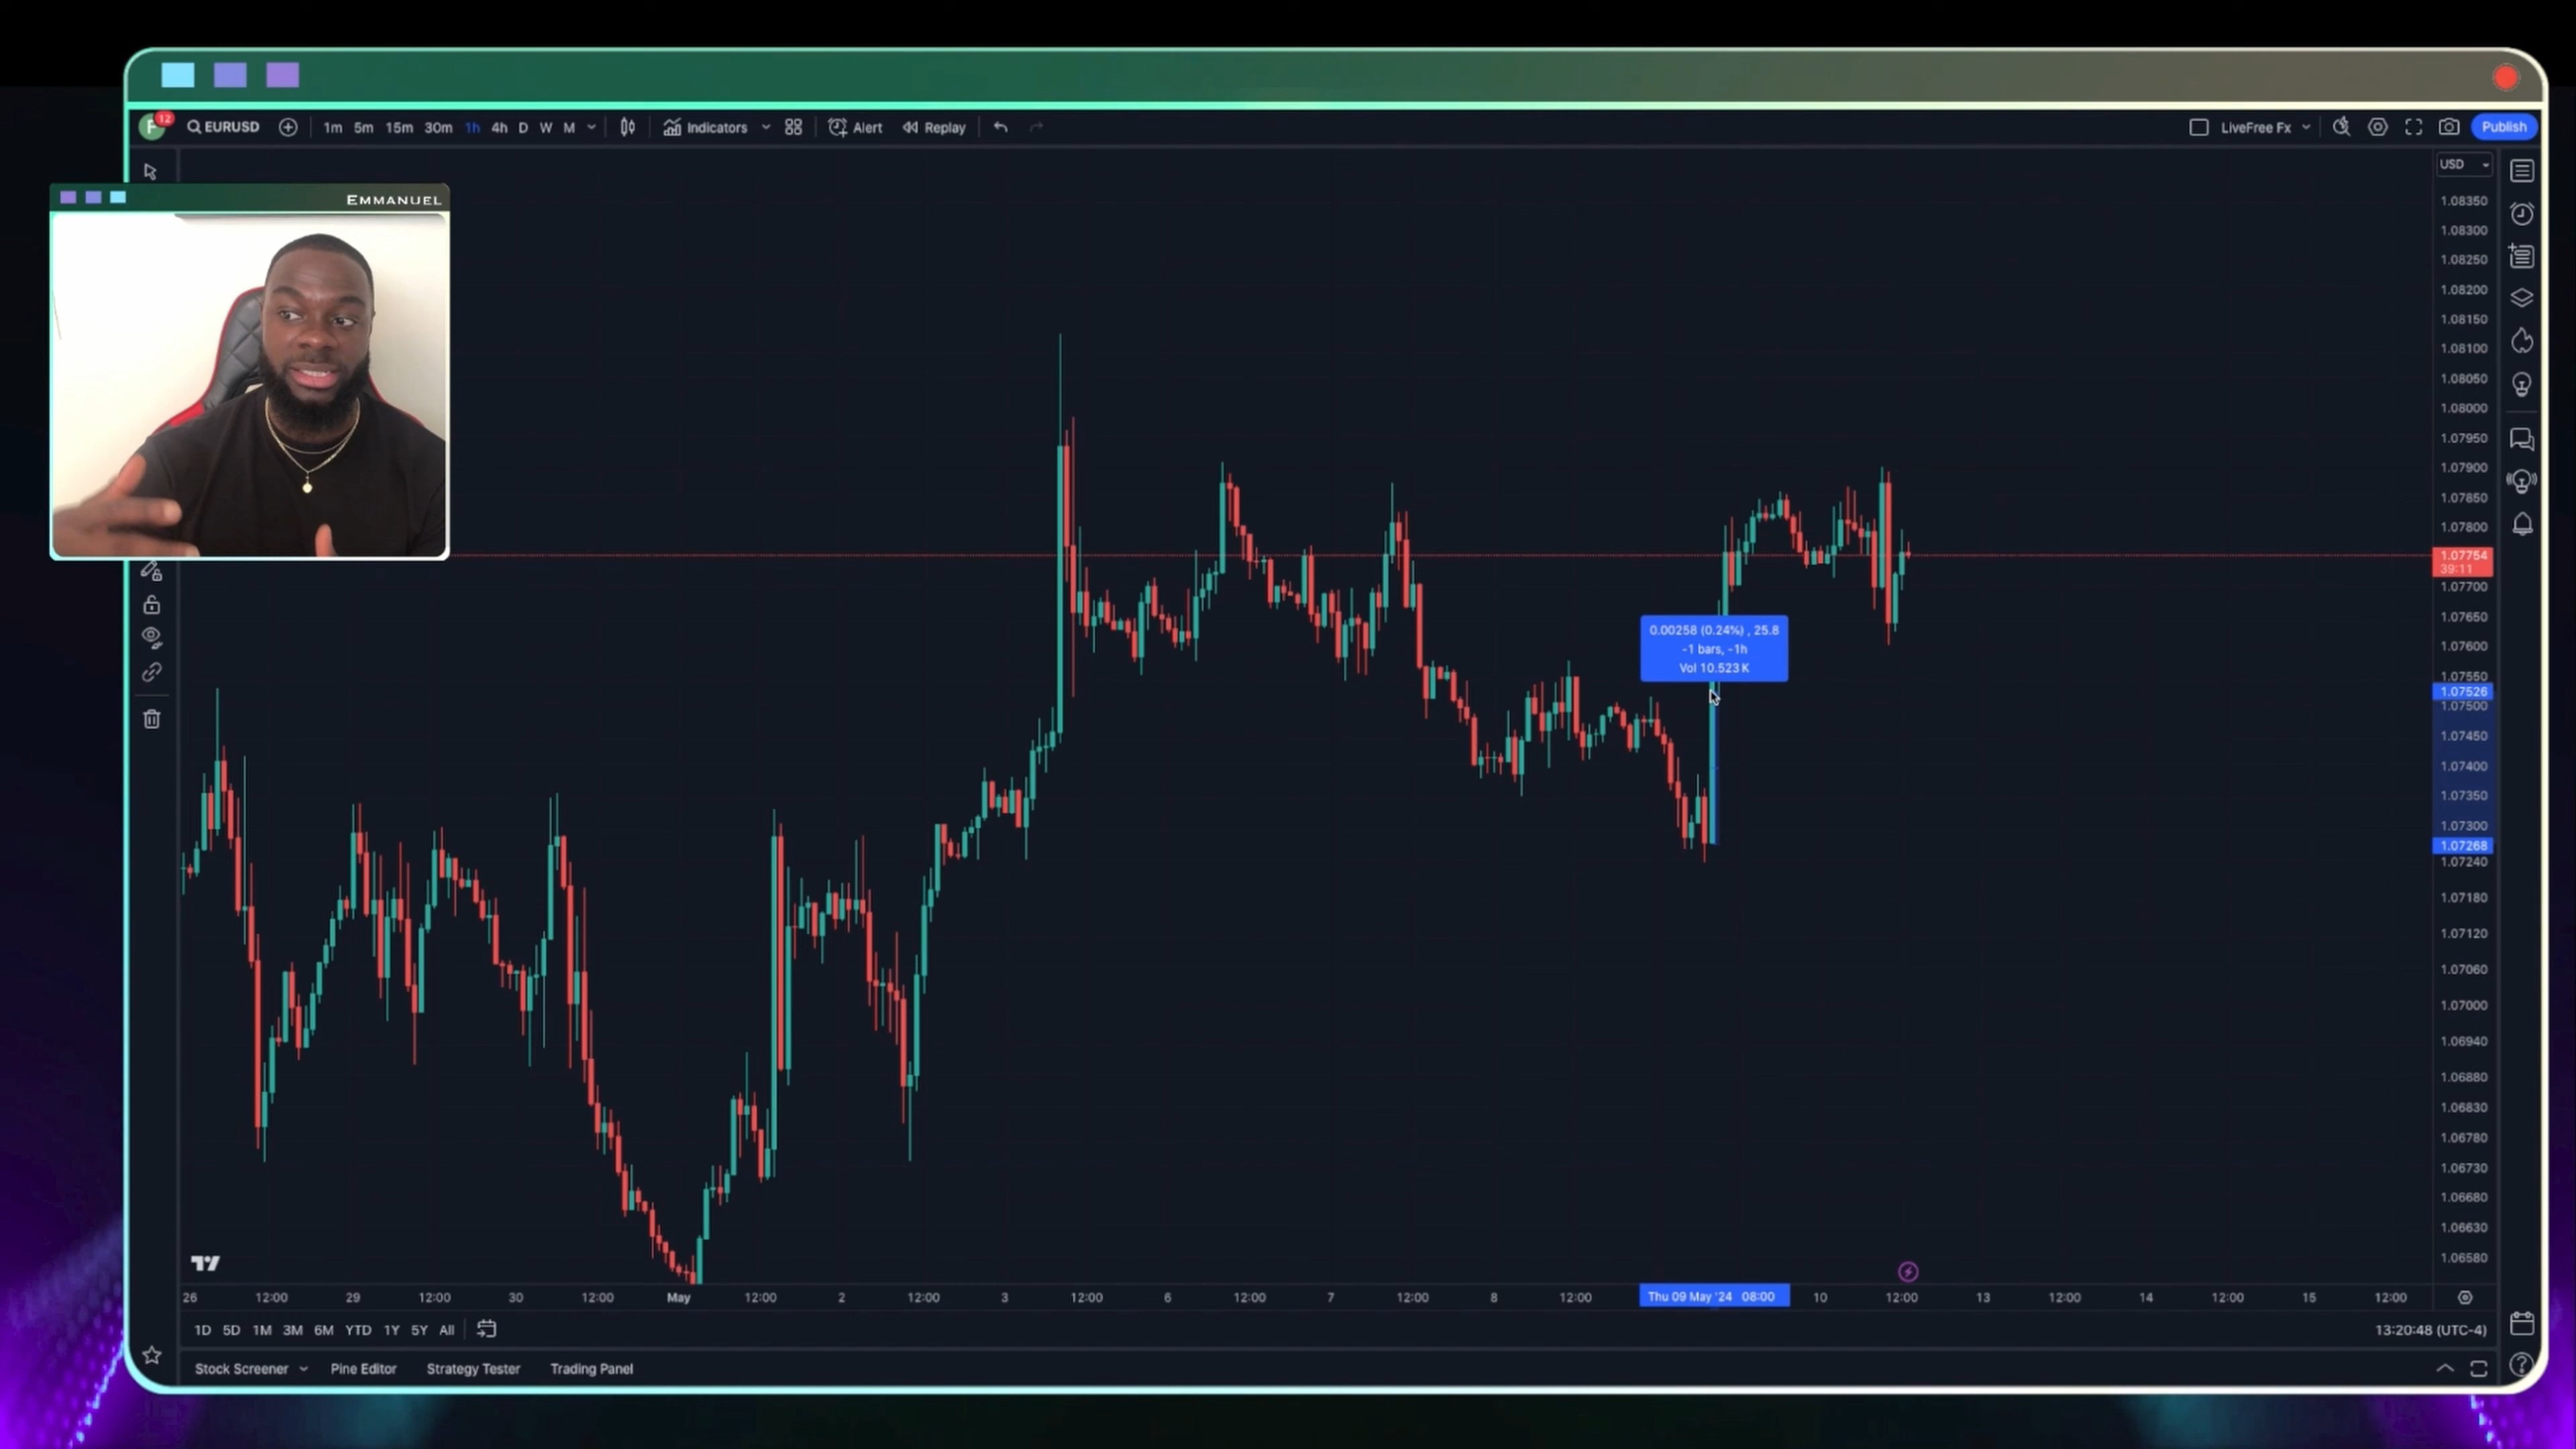 12
EURUSD
1m 5m 15m 30m 1h 4h D W M
Indicators
Alert
Replay
LiveFree Fx
Publish
EMMANUEL
USD
1.08350
1.08300
1.08250
1.08200
1.08150
1.08100
1.08050
1.08000
1.07950
1.07900
1.07850
1.07800
1.07754
39:11
1.07700
1.07650
1.07600
1.07550
1.07526
1.07500
1.07450
1.07400
1.07350
1.07300
1.07268
1.07240
1.07180
1.07120
1.07060
1.07000
1.06940
1.06880
1.06830
1.06780
1.06730
1.06680
1.06630
1.06580
0.00258 (0.24%) , 25.8
-1 bars, -1h
Vol 10.523 K
26 12:00 29 12:00 30 12:00 May 12:00 2 12:00 3 12:00 6 12:00 7 12:00 8 12:00 Thu 09 May '24 08:00 10 12:00 13 12:00 14 12:00 15 12:00
1D 5D 1M 3M 6M YTD 1Y 5Y All
13:20:48 (UTC-4)
Stock Screener Pine Editor Strategy Tester Trading Panel